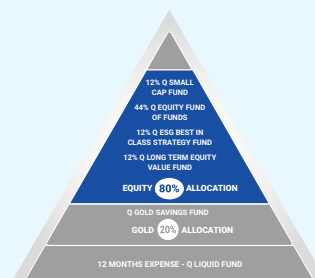 12% Q SMALL
CAP FUND
44% Q EQUITY FUND
OF FUNDS
12% Q ESG BEST IN
CLASS STRATEGY FUND
12% Q LONG TERM EQUITY
VALUE FUND
EQUITY 80% ALLOCATION
Q GOLD SAVINGS FUND
GOLD 20% ALLOCATION
12 MONTHS EXPENSE - Q LIQUID FUND